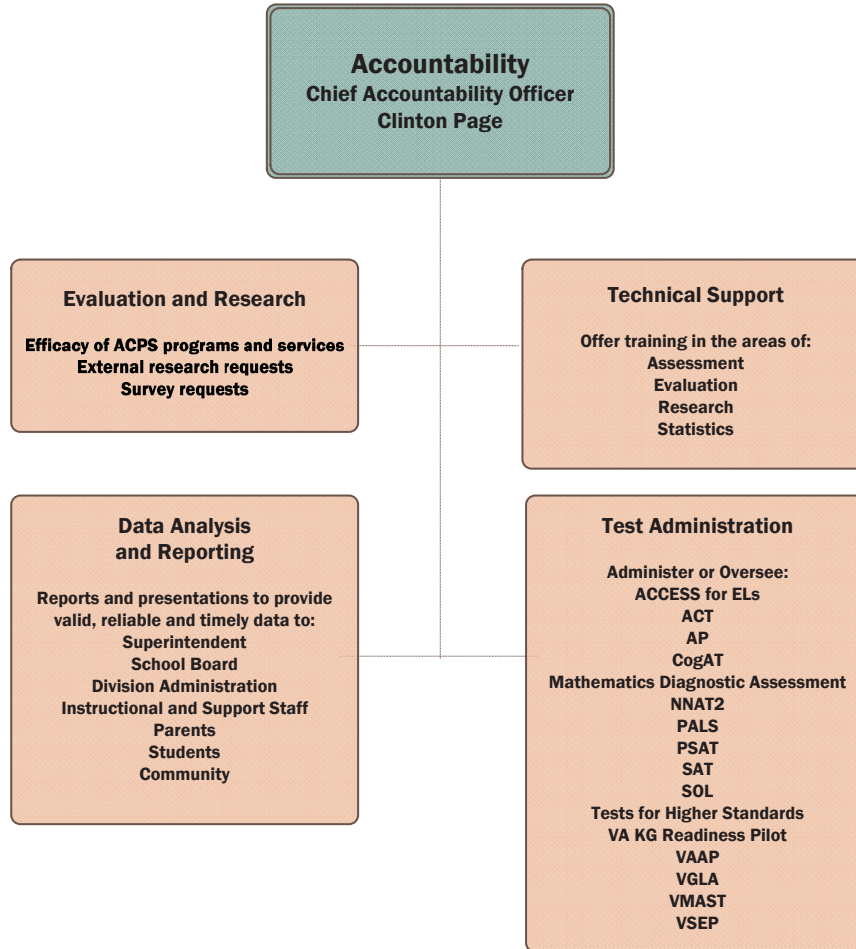 Accountability
Chief Accountability Officer
Clinton Page
Evaluation and Research
Efficacy of ACPS programs and services
External research requests
Survey requests
Technical Support
Offer training in the areas of:
Assessment
Evaluation
Research
Statistics
Data Analysis
and Reporting
Reports and presentations to provide
valid, reliable and timely data to:
Superintendent
School Board
Division Administration
Instructional and Support Staff
Parents
Students
Community
Test Administration
Administer or Oversee:
ACCESS for ELs
ACT
AP
CogAT
Mathematics Diagnostic Assessment
NNAT2
PALS
PSAT
SAT
SOL
Tests for Higher Standards
VA KG Readiness Pilot
VAAP
VGLA
VMAST
VSEP